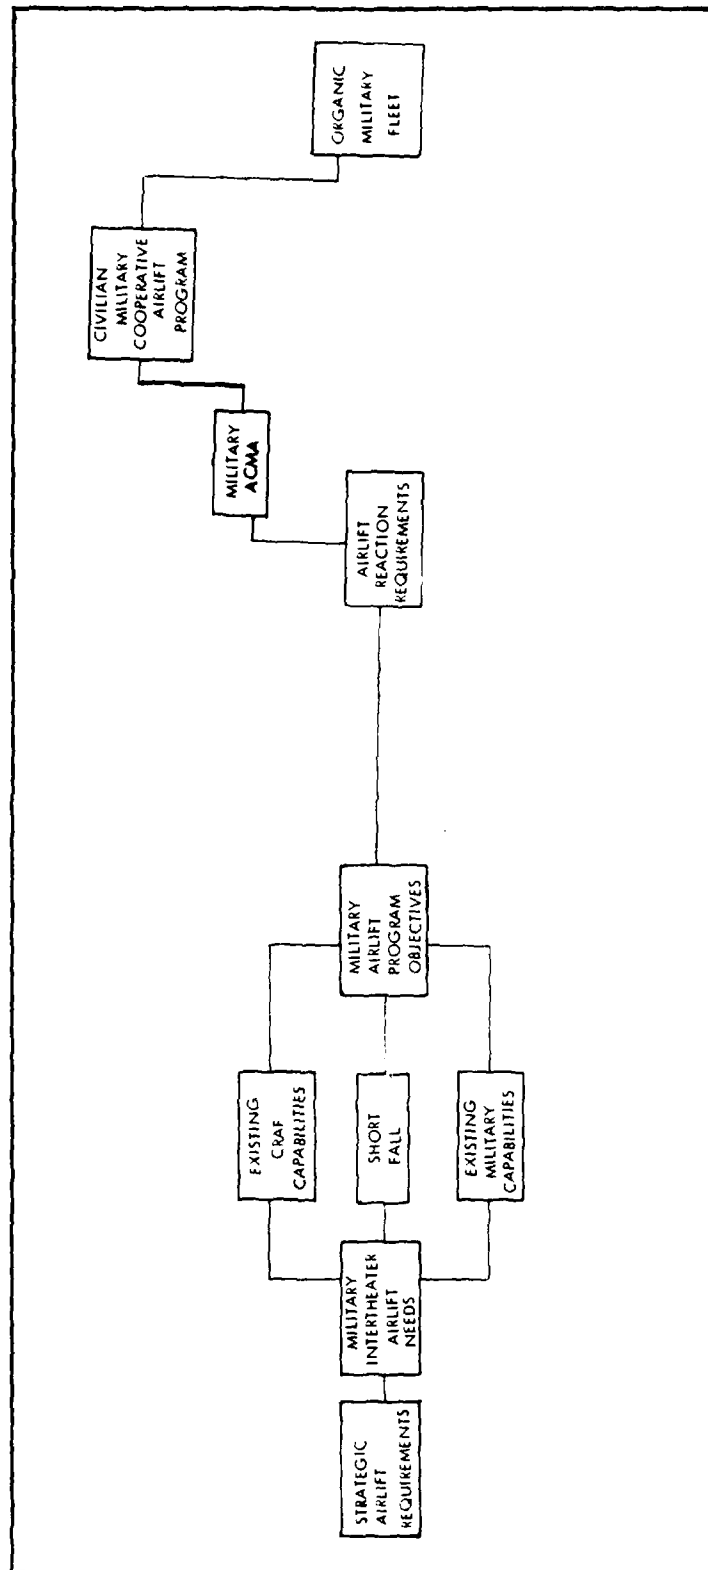 STRATEGIC
AIRLIFT
REQUIREMENTS
MILITARY
INTERTHEATER
AIRLIFT
NEEDS
EXISTING
CRAF
CAPABILITIES
SHORT
FALL
EXISTING
MILITARY
CAPABILITIES
MILITARY
AIRLIFT
PROGRAM
OBJECTIVES
AIRLIFT
REACTION
REQUIREMENTS
MILITARY
ACMA
CIVILIAN
MILITARY
COOPERATIVE
AIRLIFT
PROGRAM
ORGANIC
MILITARY
FLEET